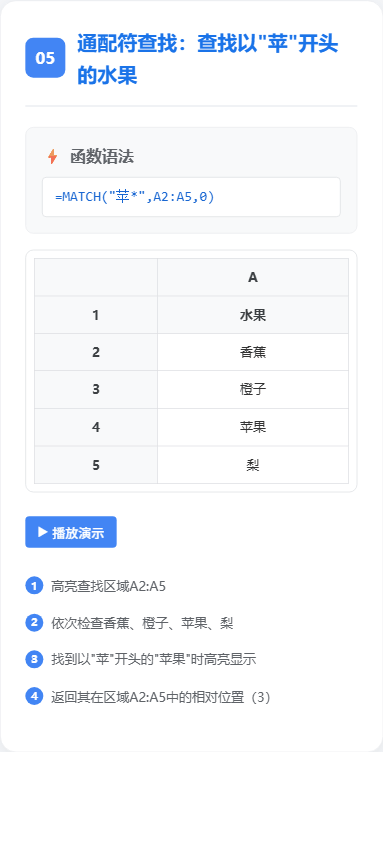 05
通配符查找：查找以"苹"开头
的水果
函数语法
=MATCH("苹*",A2:A5,0)
A
1 水果
2 香蕉
3 橙子
4 苹果
5 梨
▶ 播放演示
1 高亮查找区域A2:A5
2 依次检查香蕉、橙子、苹果、梨
3 找到以"苹"开头的"苹果"时高亮显示
4 返回其在区域A2:A5中的相对位置（3）